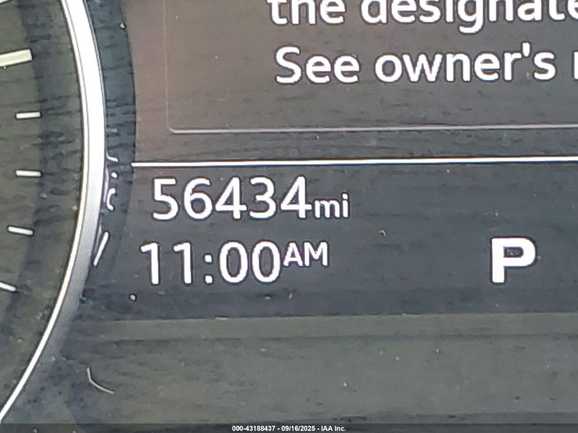 the designate
See owner's
56434mi
11:00AM
P
000-43188437 - 09/16/2025 - IAA Inc.